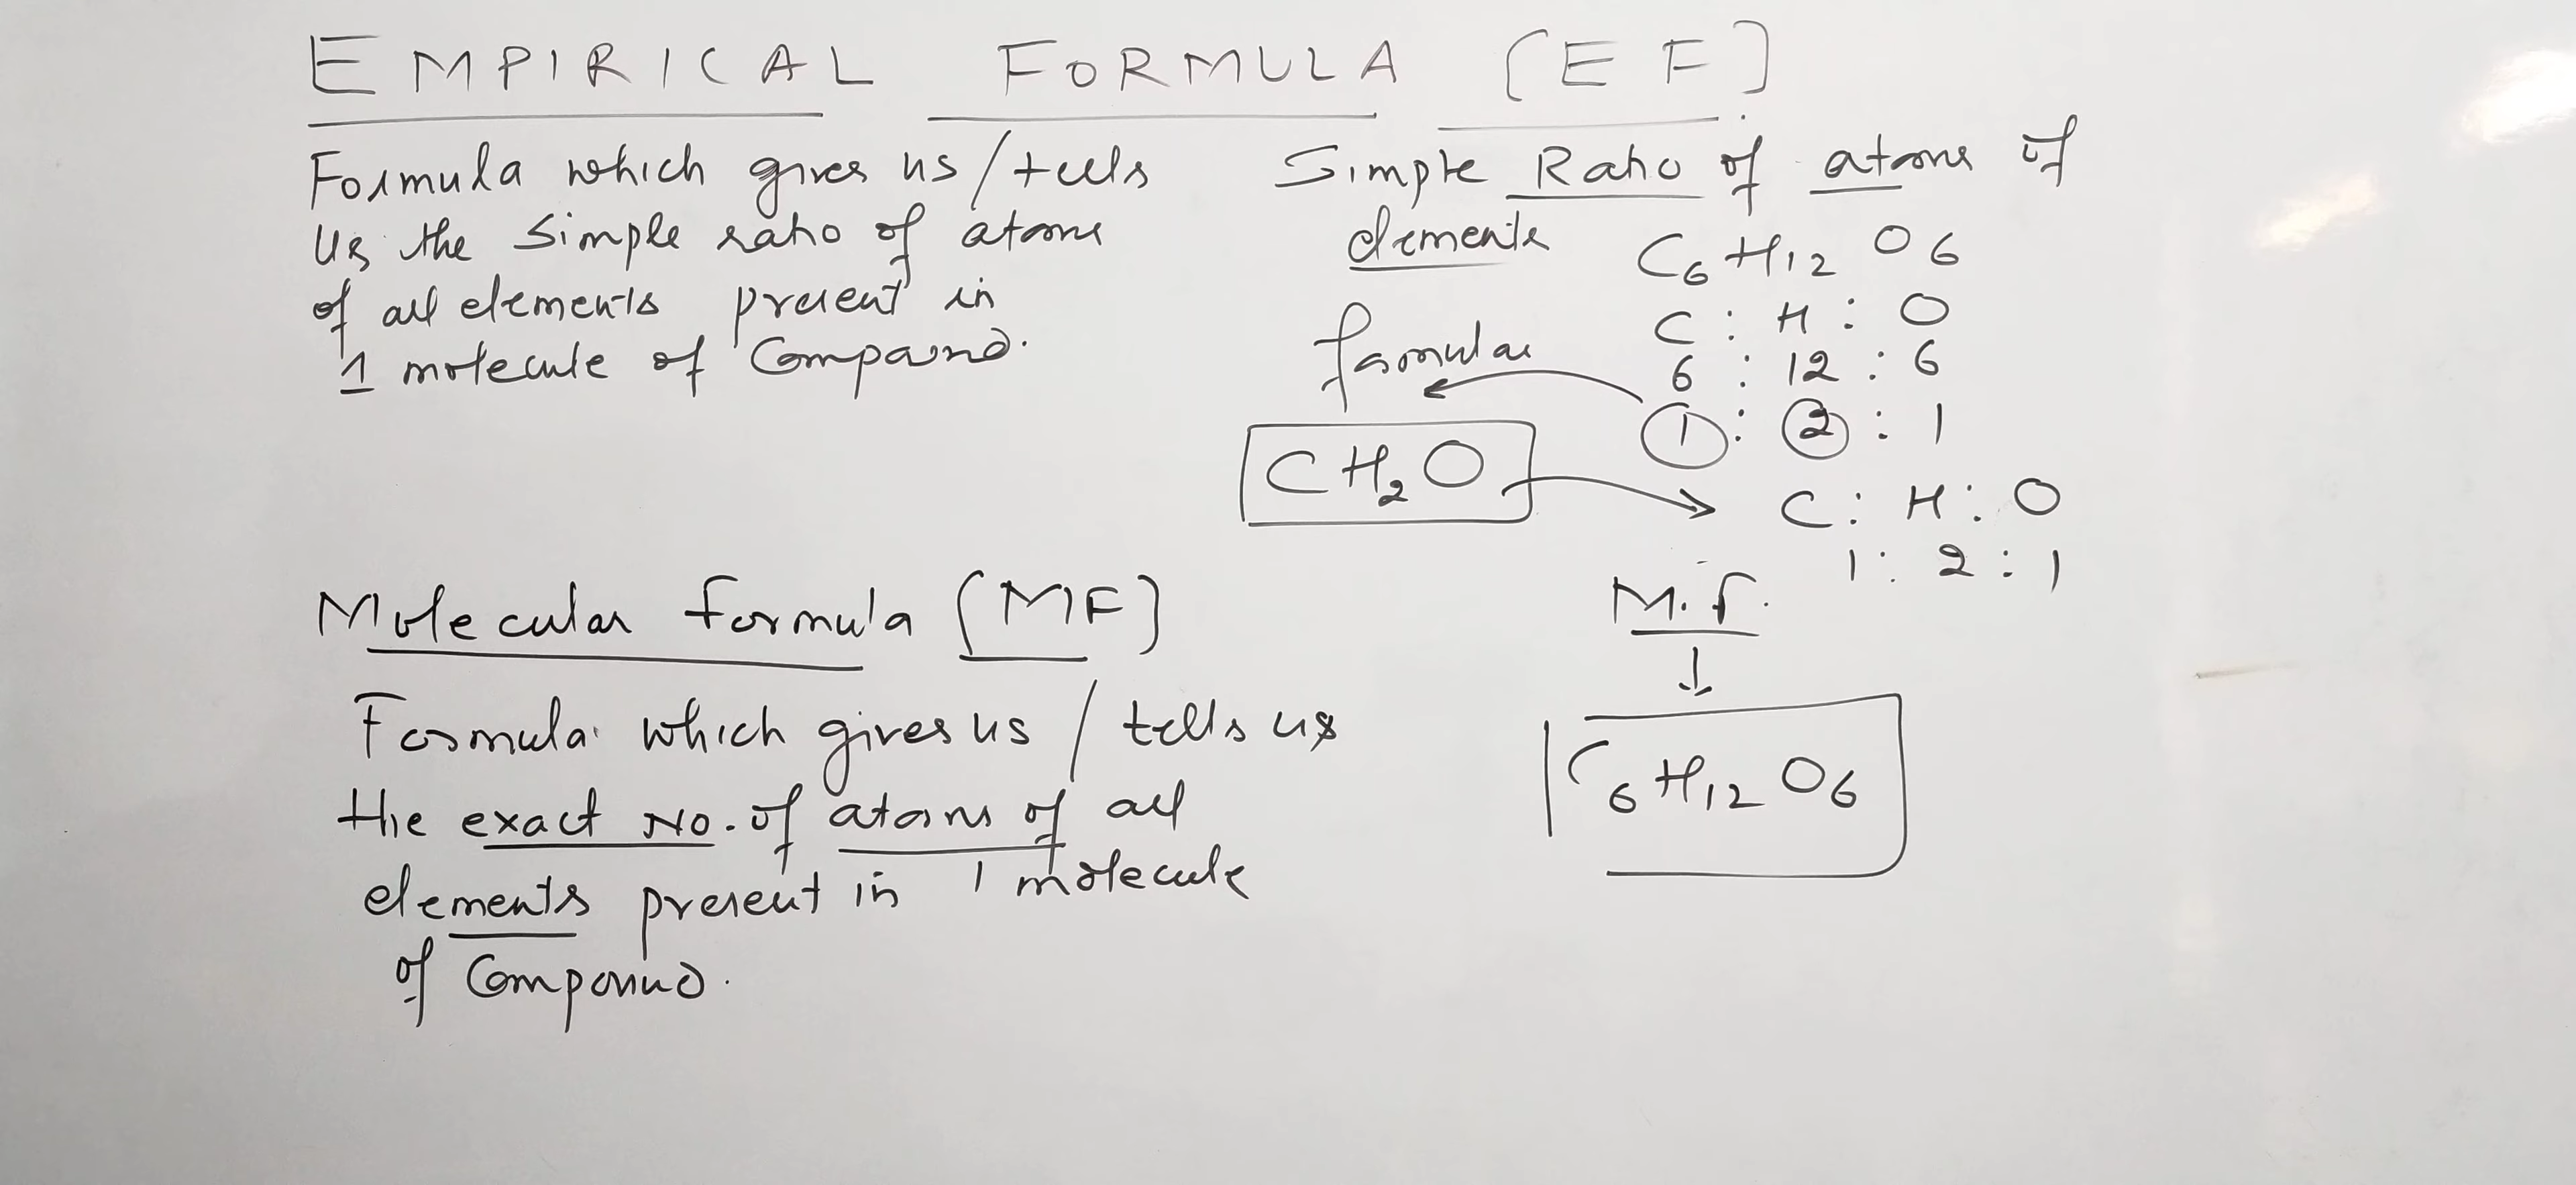 EMPIRICAL FORMULA [EF]
Formula which gives us / tells
us the simple ratio of atoms
of all elements present in
1 molecule of Compound.
Simple Ratio of atoms of
elements
C6H12O6
C : H : O
6 : 12 : 6
1 : 2 : 1
formula
CH2O
C : H : O
1 : 2 : 1
Molecular formula [MF]
Formula which gives us / tells us
the exact No. of atoms of all
elements present in 1 molecule
of Compound.
M.F.
C6H12O6